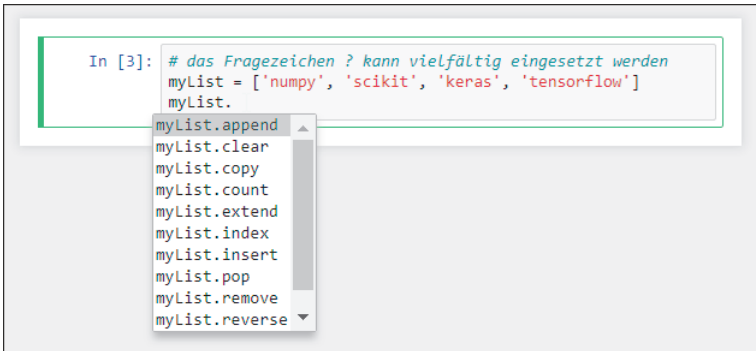 In [3]: # das Fragezeichen ? kann vielfältig eingesetzt werden
myList = ['numpy', 'scikit', 'keras', 'tensorflow']
myList.
myList.append
myList.clear
myList.copy
myList.count
myList.extend
myList.index
myList.insert
myList.pop
myList.remove
myList.reverse